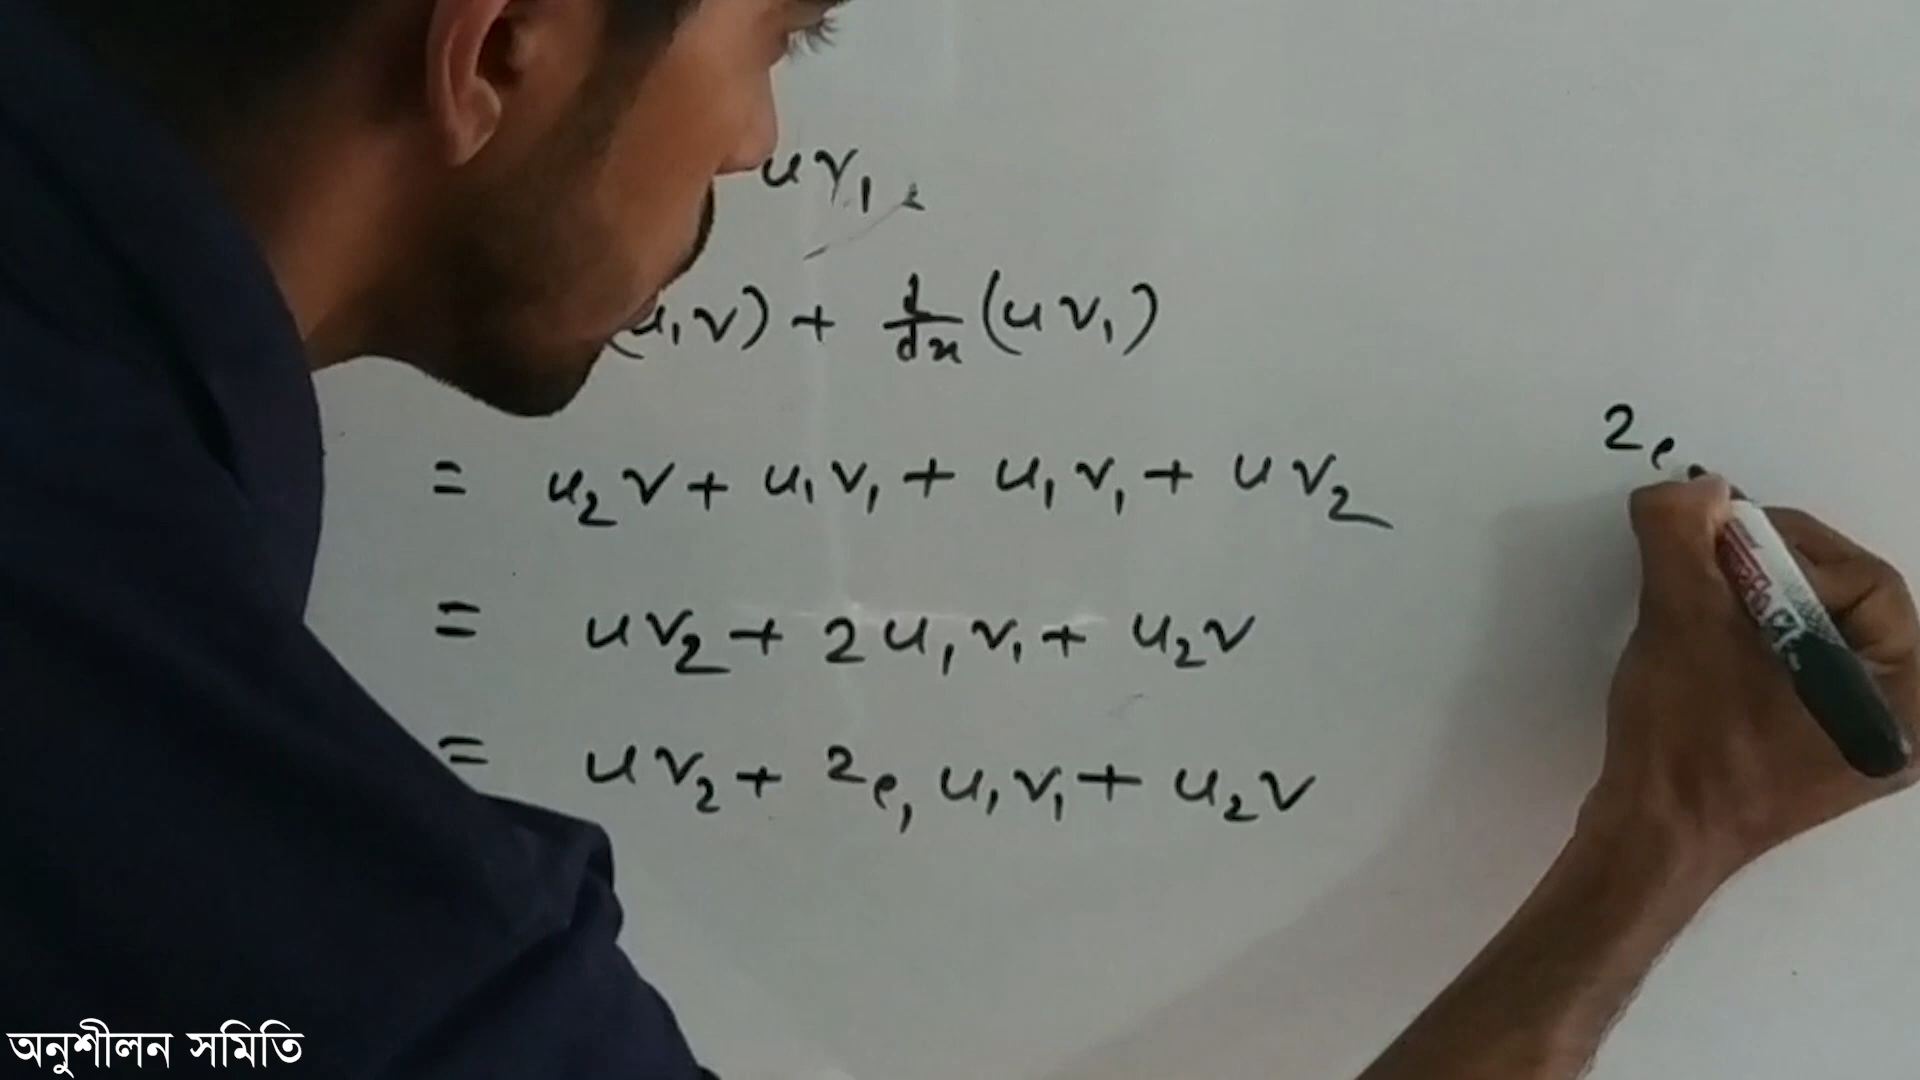 uv₁
(u₁v) + d/dx (uv₁)
= u₂v + u₁v₁ + u₁v₁ + uv₂
2c
= uv₂ + 2u₁v₁ + u₂v
= uv₂ + 2c₁ u₁v₁ + u₂v
অনুশীলন সমিতি